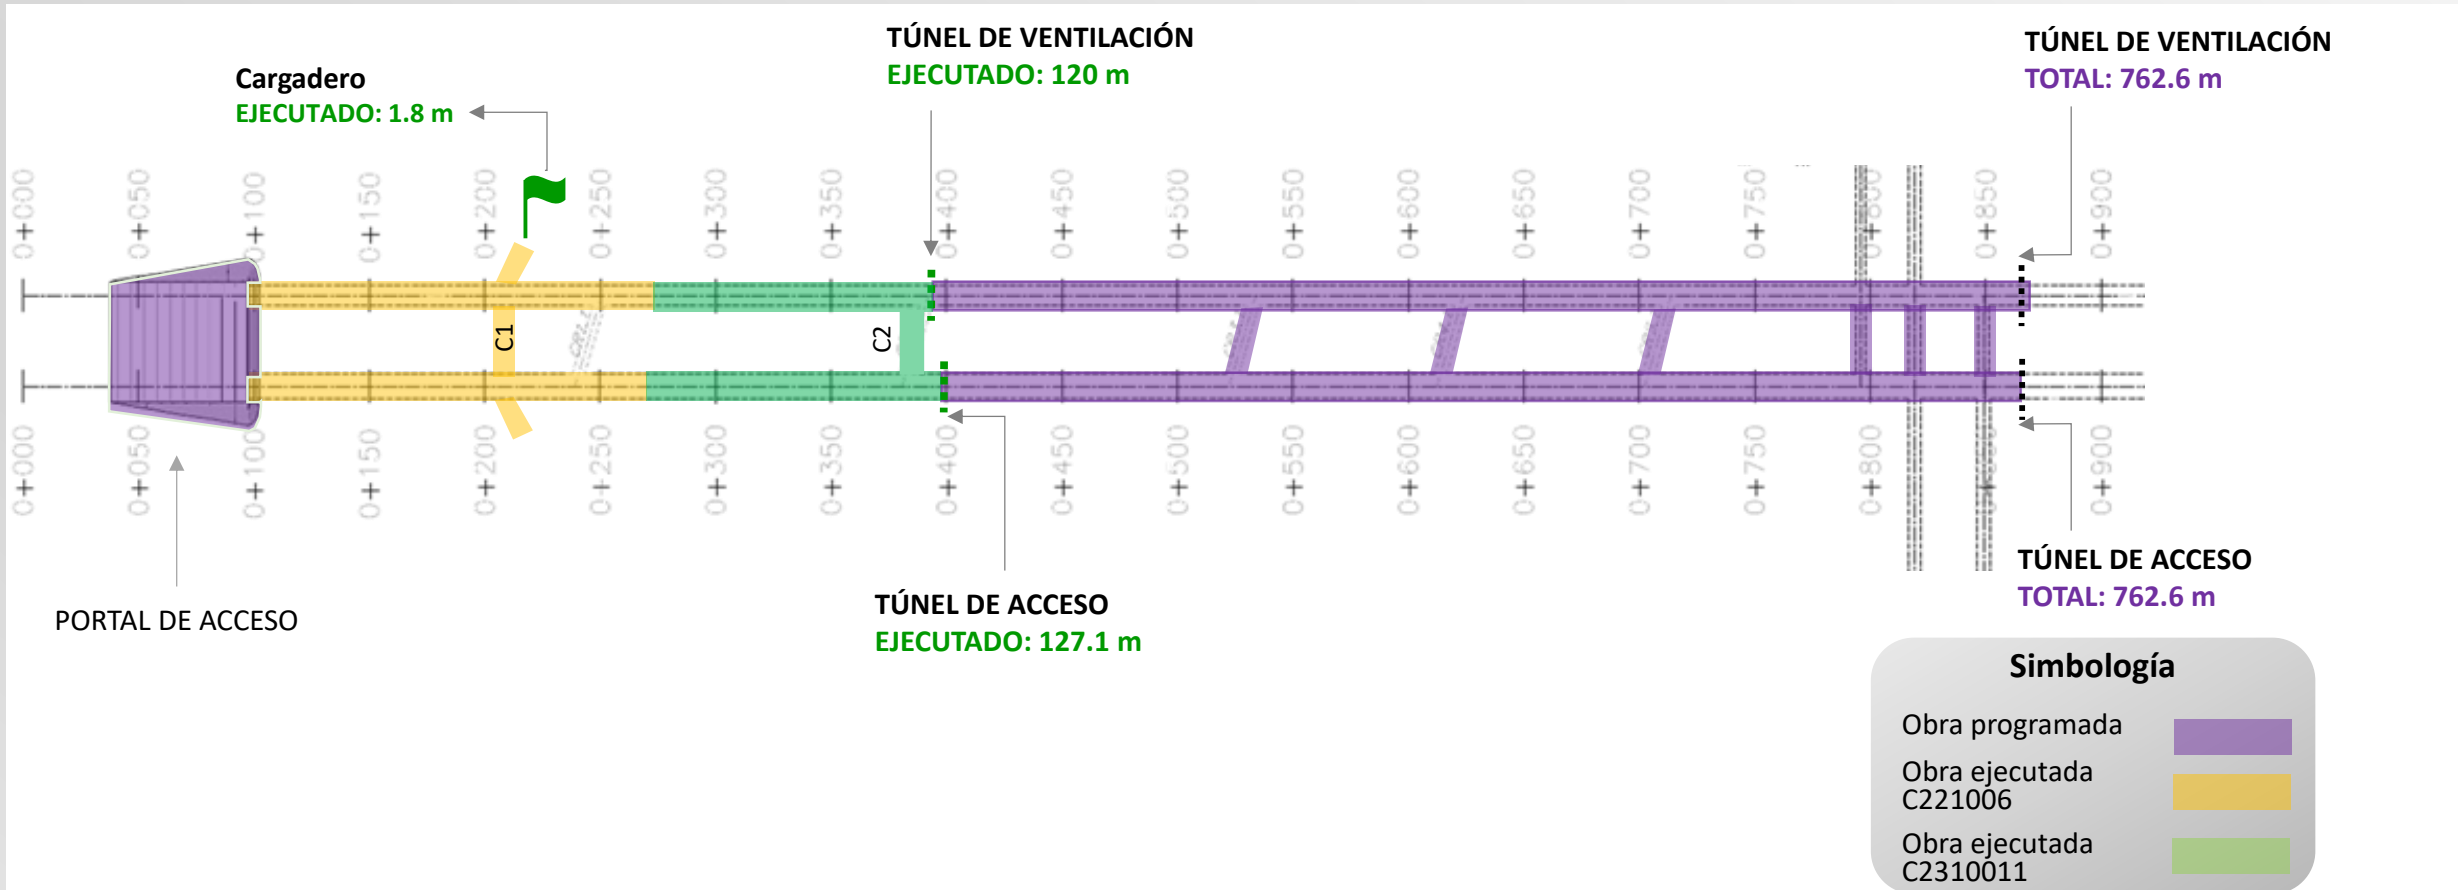 TÚNEL DE VENTILACIÓN
EJECUTADO: 120 m
TÚNEL DE VENTILACIÓN
TOTAL: 762.6 m
Cargadero
EJECUTADO: 1.8 m
0+000
0+050
0+100
0+150
0+200
0+250
0+300
0+350
0+400
0+450
0+500
0+550
0+600
0+650
0+700
0+750
0+800
0+850
0+900
C1
C2
0+000
0+050
0+100
0+150
0+200
0+250
0+300
0+350
0+400
0+450
0+500
0+550
0+600
0+650
0+700
0+750
0+800
0+900
PORTAL DE ACCESO
TÚNEL DE ACCESO
EJECUTADO: 127.1 m
TÚNEL DE ACCESO
TOTAL: 762.6 m
Simbología
Obra programada
Obra ejecutada
C221006
Obra ejecutada
C2310011